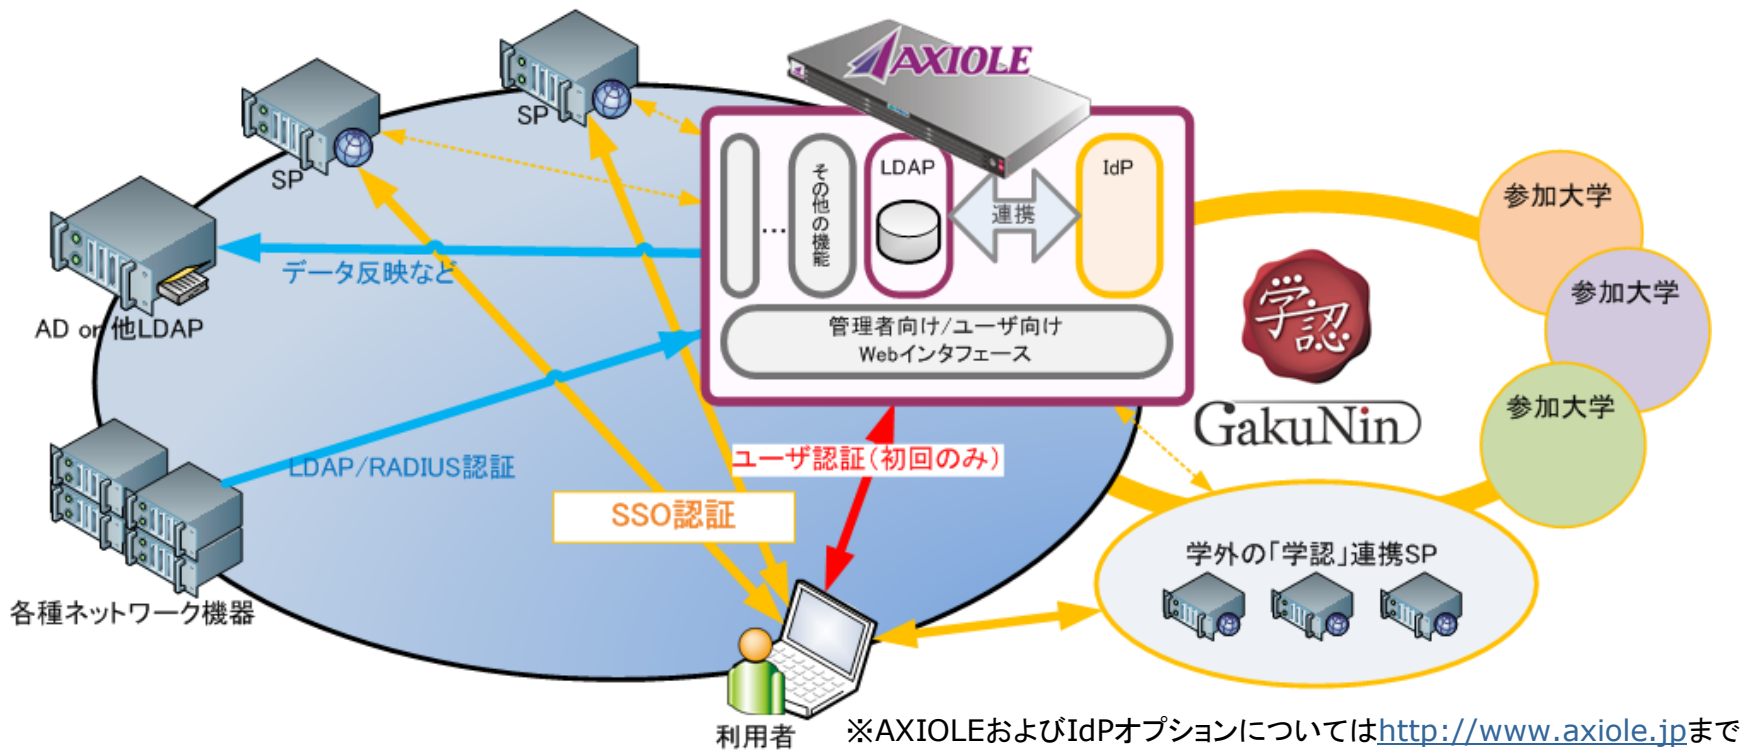 AXIOLE
SP
SP
AD or 他LDAP
データ反映など
LDAP/RADIUS認証
各種ネットワーク機器
…
その他の機能
LDAP
連携
IdP
管理者向け/ユーザ向け
Webインタフェース
ユーザ認証(初回のみ)
SSO認証
利用者
学認
GakuNin
参加大学
参加大学
参加大学
学外の「学認」連携SP
※AXIOLEおよびIdPオプションについてはhttp://www.axiole.jpまで